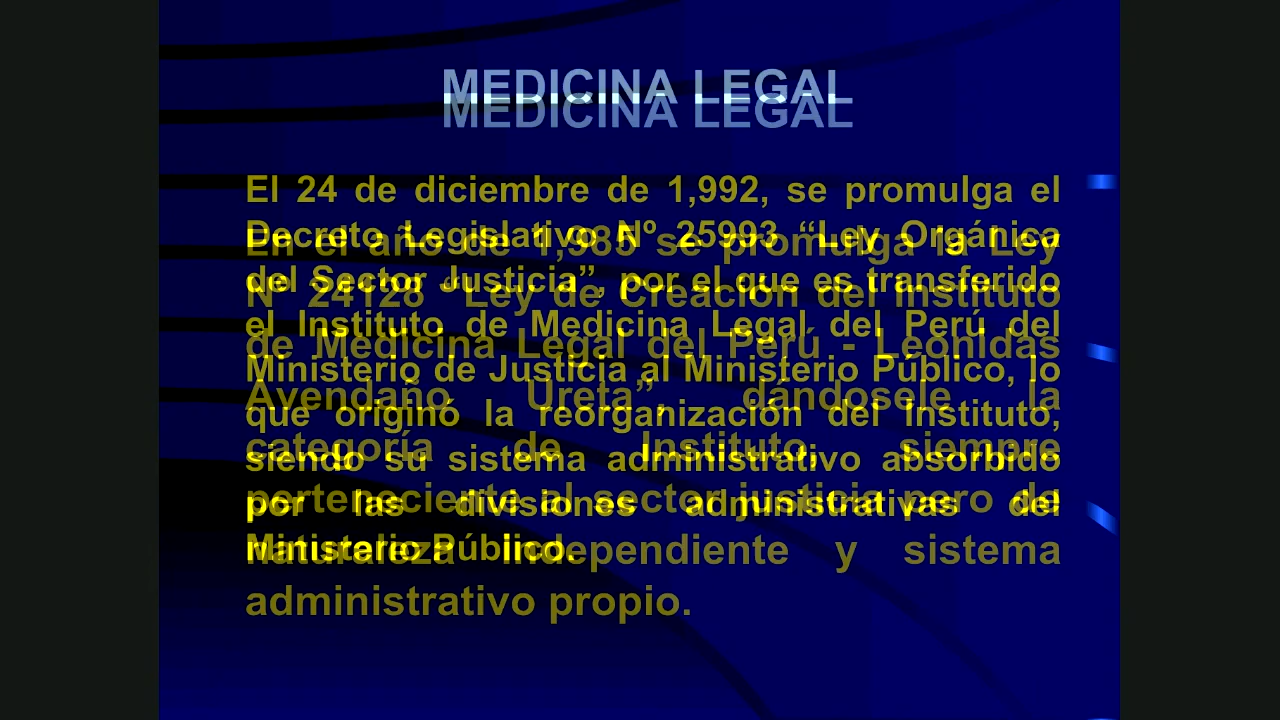 MEDICINA LEGAL
MEDICINA LEGAL
El 24 de diciembre de 1,992, se promulga el
Decreto Legislativo Nº 25993 “Ley Orgánica
del Sector Justicia”, por el que es transferido
el Instituto de Medicina Legal del Perú del
Ministerio de Justicia al Ministerio Público, lo
que originó la reorganización del Instituto,
siendo su sistema administrativo absorbido
por las divisiones administrativas del
Ministerio Público.
En el año de 1,985 se promulga la Ley
Nº 24128 “Ley de Creación del Instituto
de Medicina Legal del Perú - Leonidas
Avendaño Ureta”, dándosele la
categoría de Instituto, siempre
perteneciente al sector justicia pero de
naturaleza independiente y sistema
administrativo propio.